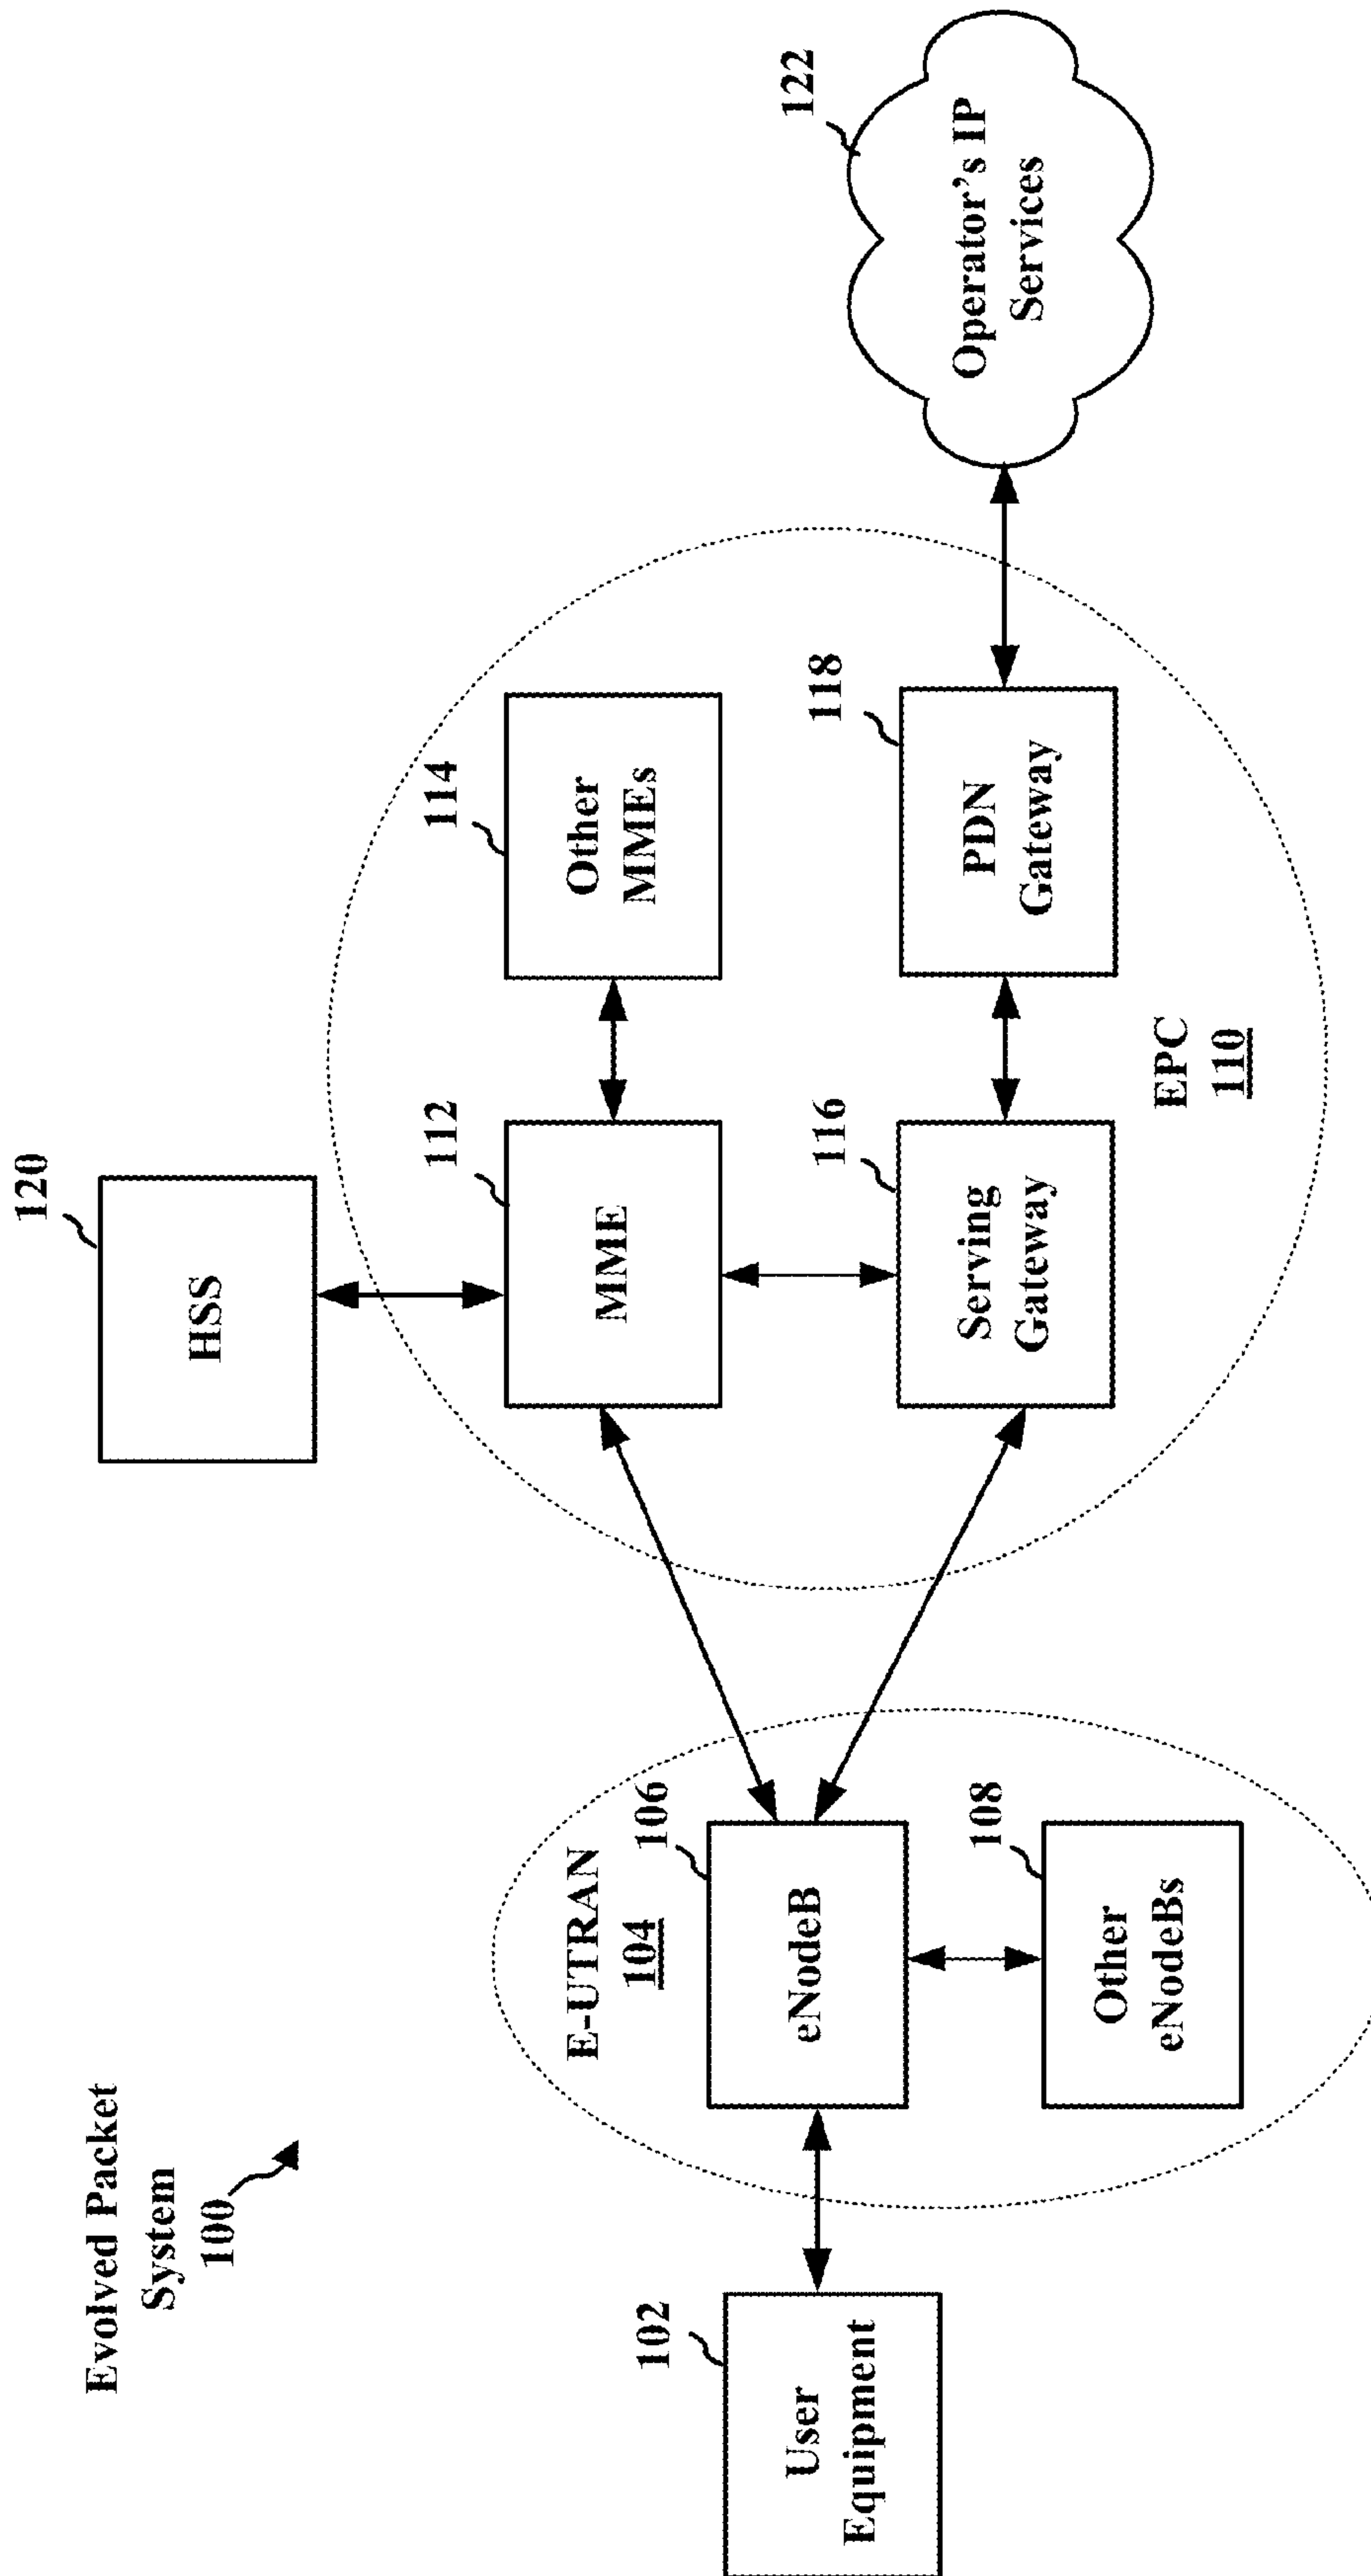 Evolved Packet
System
100
120
HSS
E-UTRAN
104
102
User
Equipment
106
eNodeB
108
Other
eNodeBs
112
MME
114
Other
MMEs
116
Serving
Gateway
118
PDN
Gateway
EPC
110
122
Operator's IP
Services